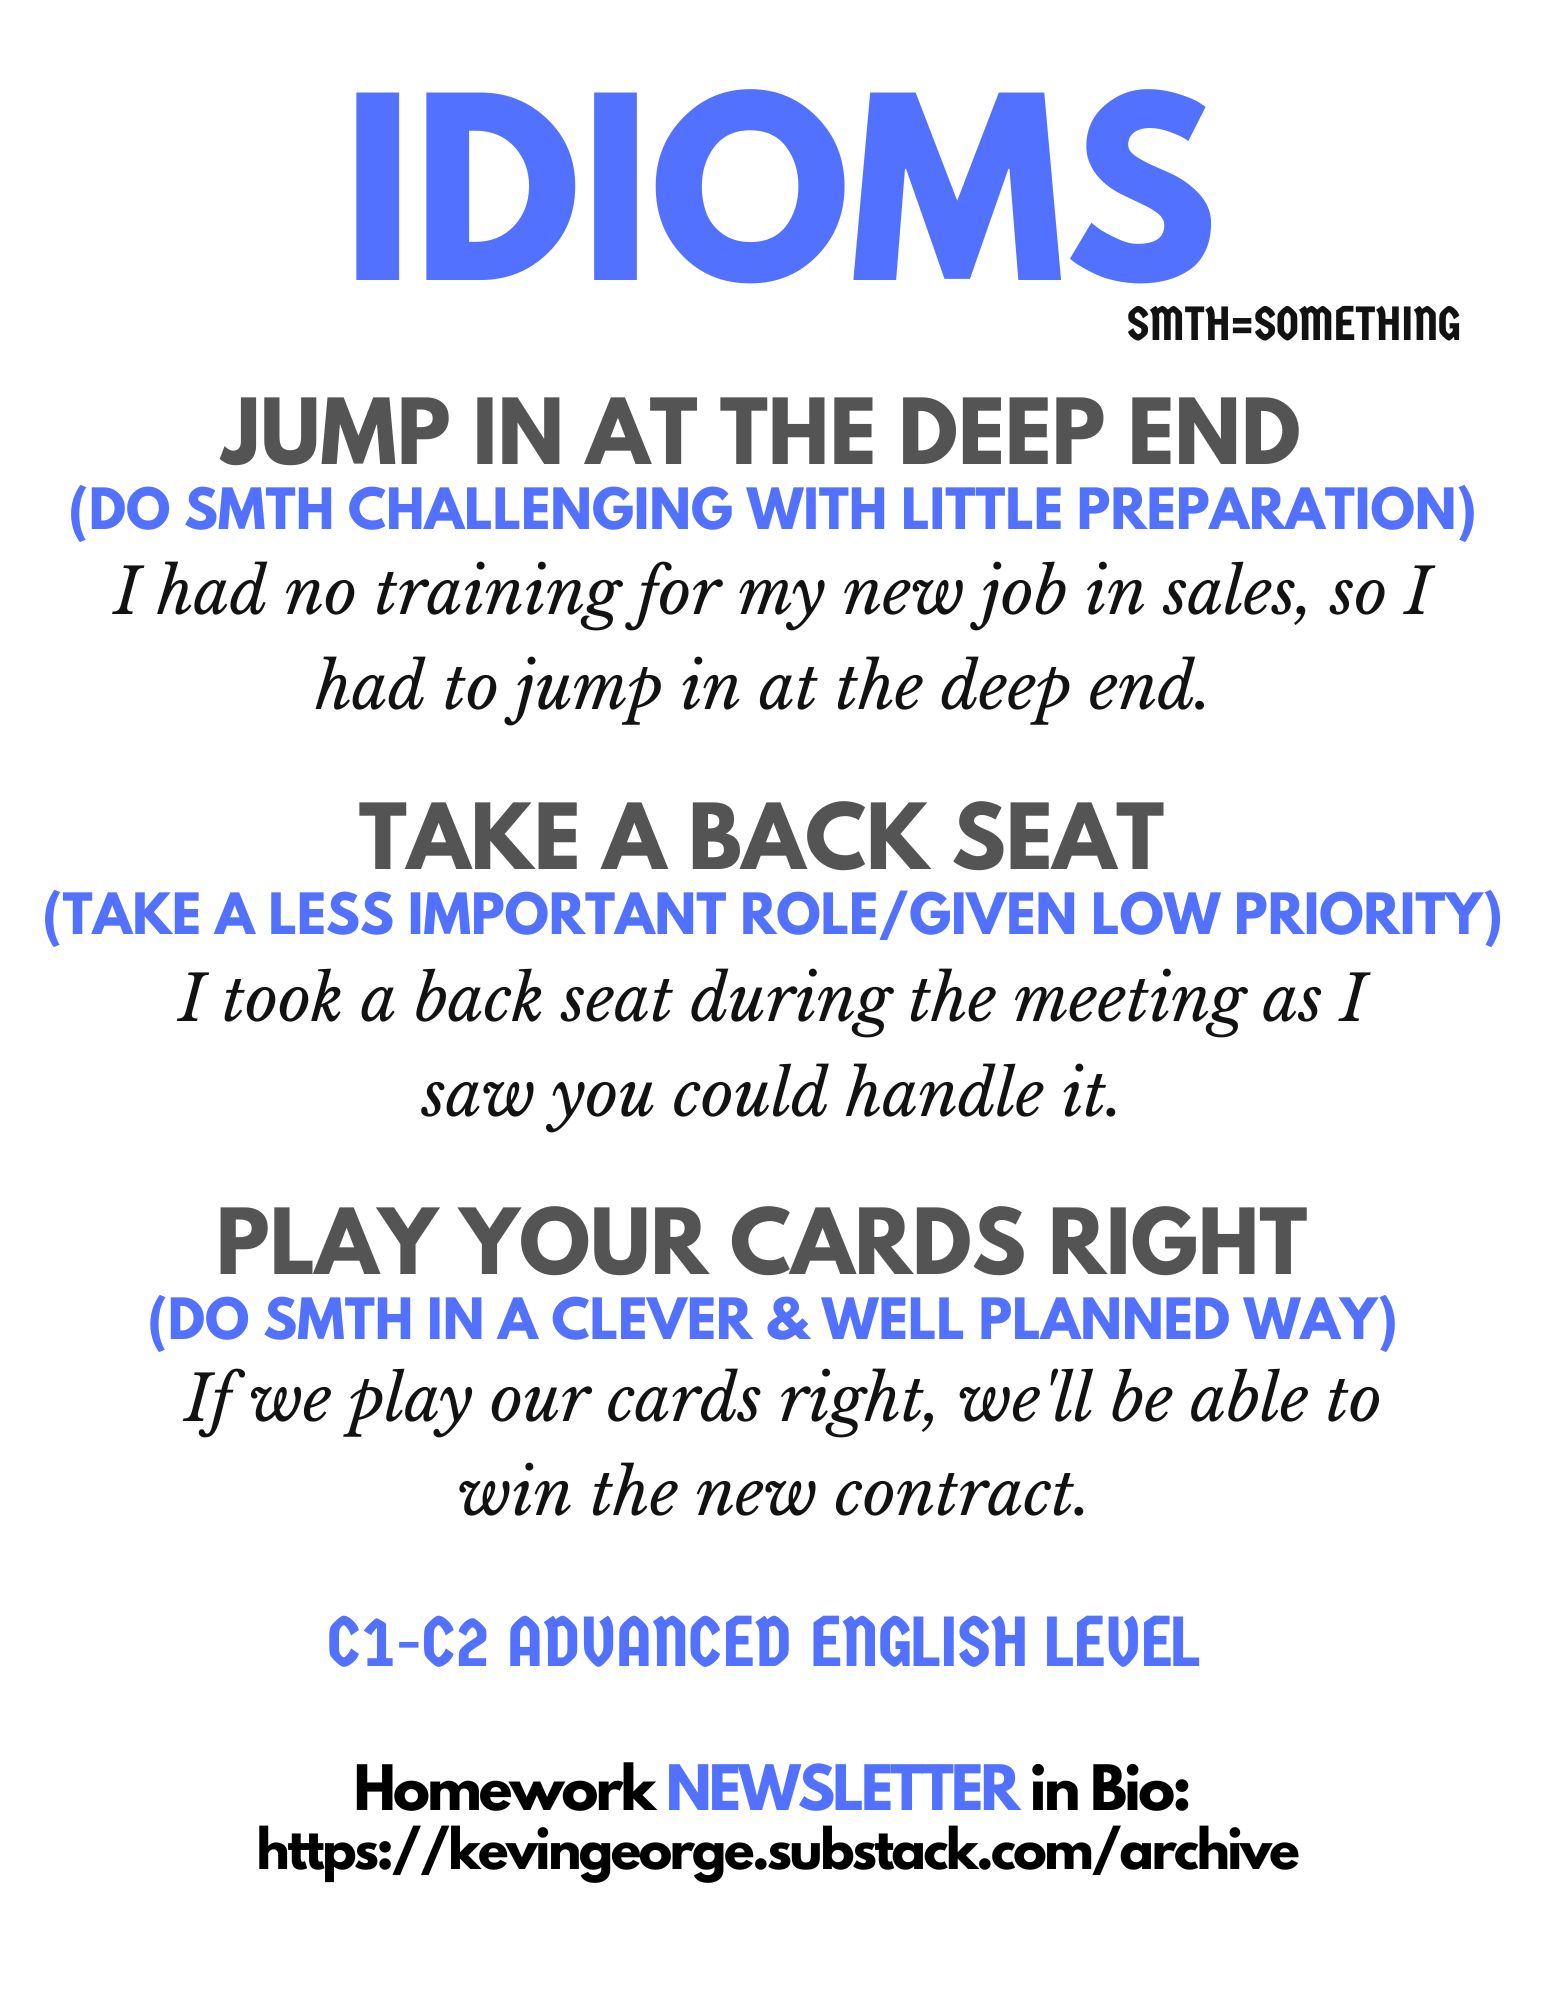 IDIOMS
SMTH=SOMETHING
JUMP IN AT THE DEEP END
(DO SMTH CHALLENGING WITH LITTLE PREPARATION)
I had no training for my new job in sales, so I
had to jump in at the deep end.
TAKE A BACK SEAT
(TAKE A LESS IMPORTANT ROLE/GIVEN LOW PRIORITY)
I took a back seat during the meeting as I
saw you could handle it.
PLAY YOUR CARDS RIGHT
(DO SMTH IN A CLEVER & WELL PLANNED WAY)
If we play our cards right, we'll be able to
win the new contract.
C1-C2 ADVANCED ENGLISH LEVEL
Homework NEWSLETTER in Bio:
https://kevingeorge.substack.com/archive